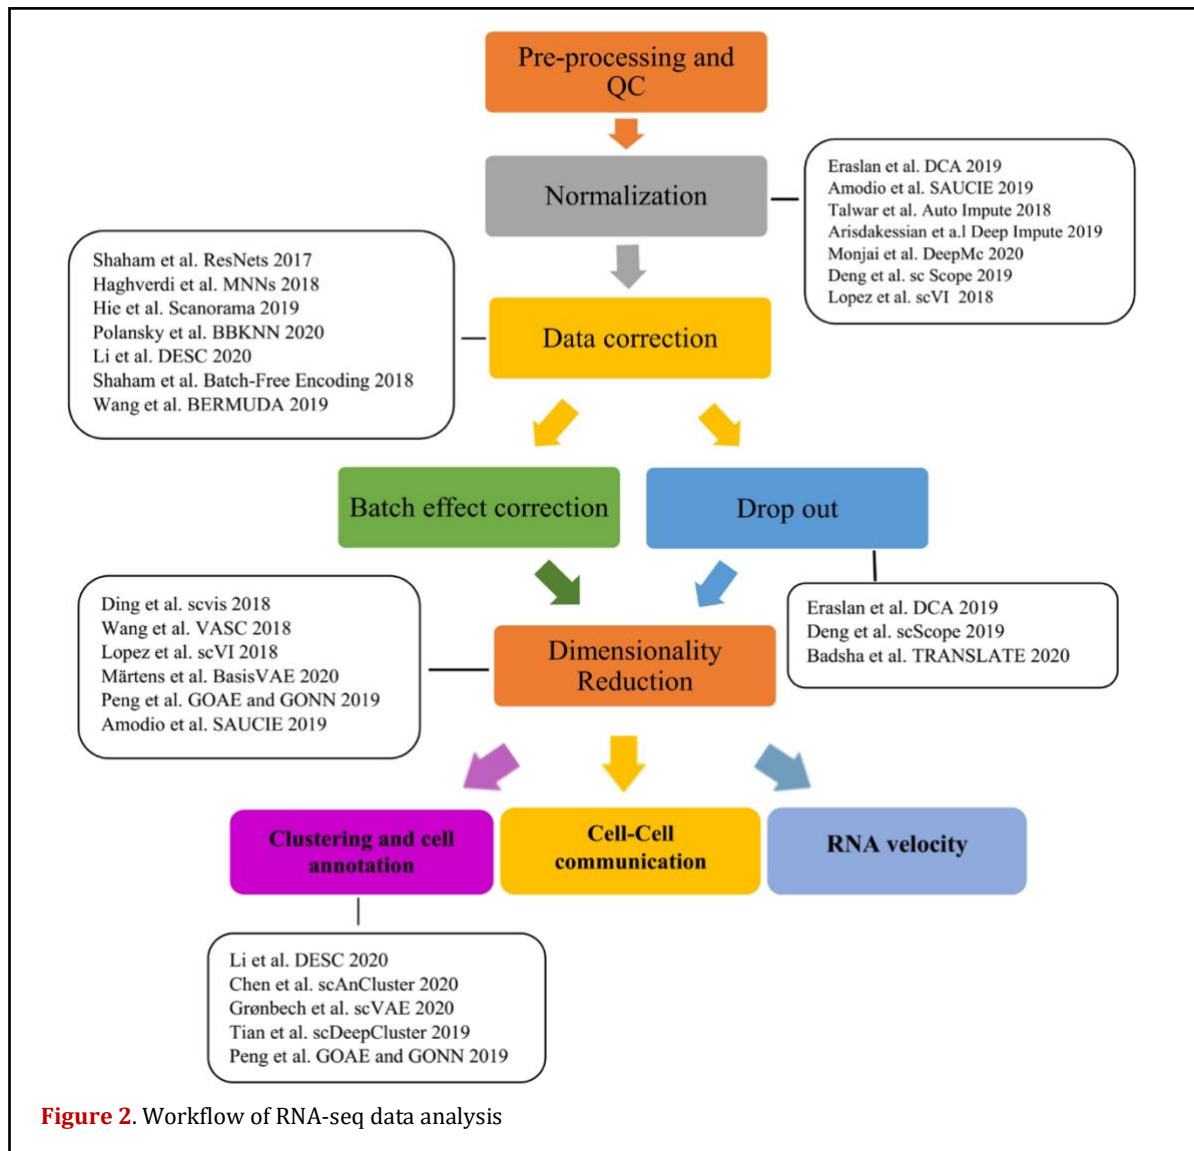 Pre-processing and
QC
Normalization
Eraslan et al. DCA 2019
Amodio et al. SAUCIE 2019
Talwar et al. Auto Impute 2018
Arisdakessian et a.l Deep Impute 2019
Monjai et al. DeepMc 2020
Deng et al. sc Scope 2019
Lopez et al. scVI 2018
Shaham et al. ResNets 2017
Haghverdi et al. MNNs 2018
Hie et al. Scanorama 2019
Polansky et al. BBKNN 2020
Li et al. DESC 2020
Shaham et al. Batch-Free Encoding 2018
Wang et al. BERMUDA 2019
Data correction
Batch effect correction
Drop out
Ding et al. scvis 2018
Wang et al. VASC 2018
Lopez et al. scVI 2018
Märtens et al. BasisVAE 2020
Peng et al. GOAE and GONN 2019
Amodio et al. SAUCIE 2019
Dimensionality
Reduction
Eraslan et al. DCA 2019
Deng et al. scScope 2019
Badsha et al. TRANSLATE 2020
Clustering and cell
annotation
Cell-Cell
communication
RNA velocity
Li et al. DESC 2020
Chen et al. scAnCluster 2020
Grønbech et al. scVAE 2020
Tian et al. scDeepCluster 2019
Peng et al. GOAE and GONN 2019
Figure 2. Workflow of RNA-seq data analysis